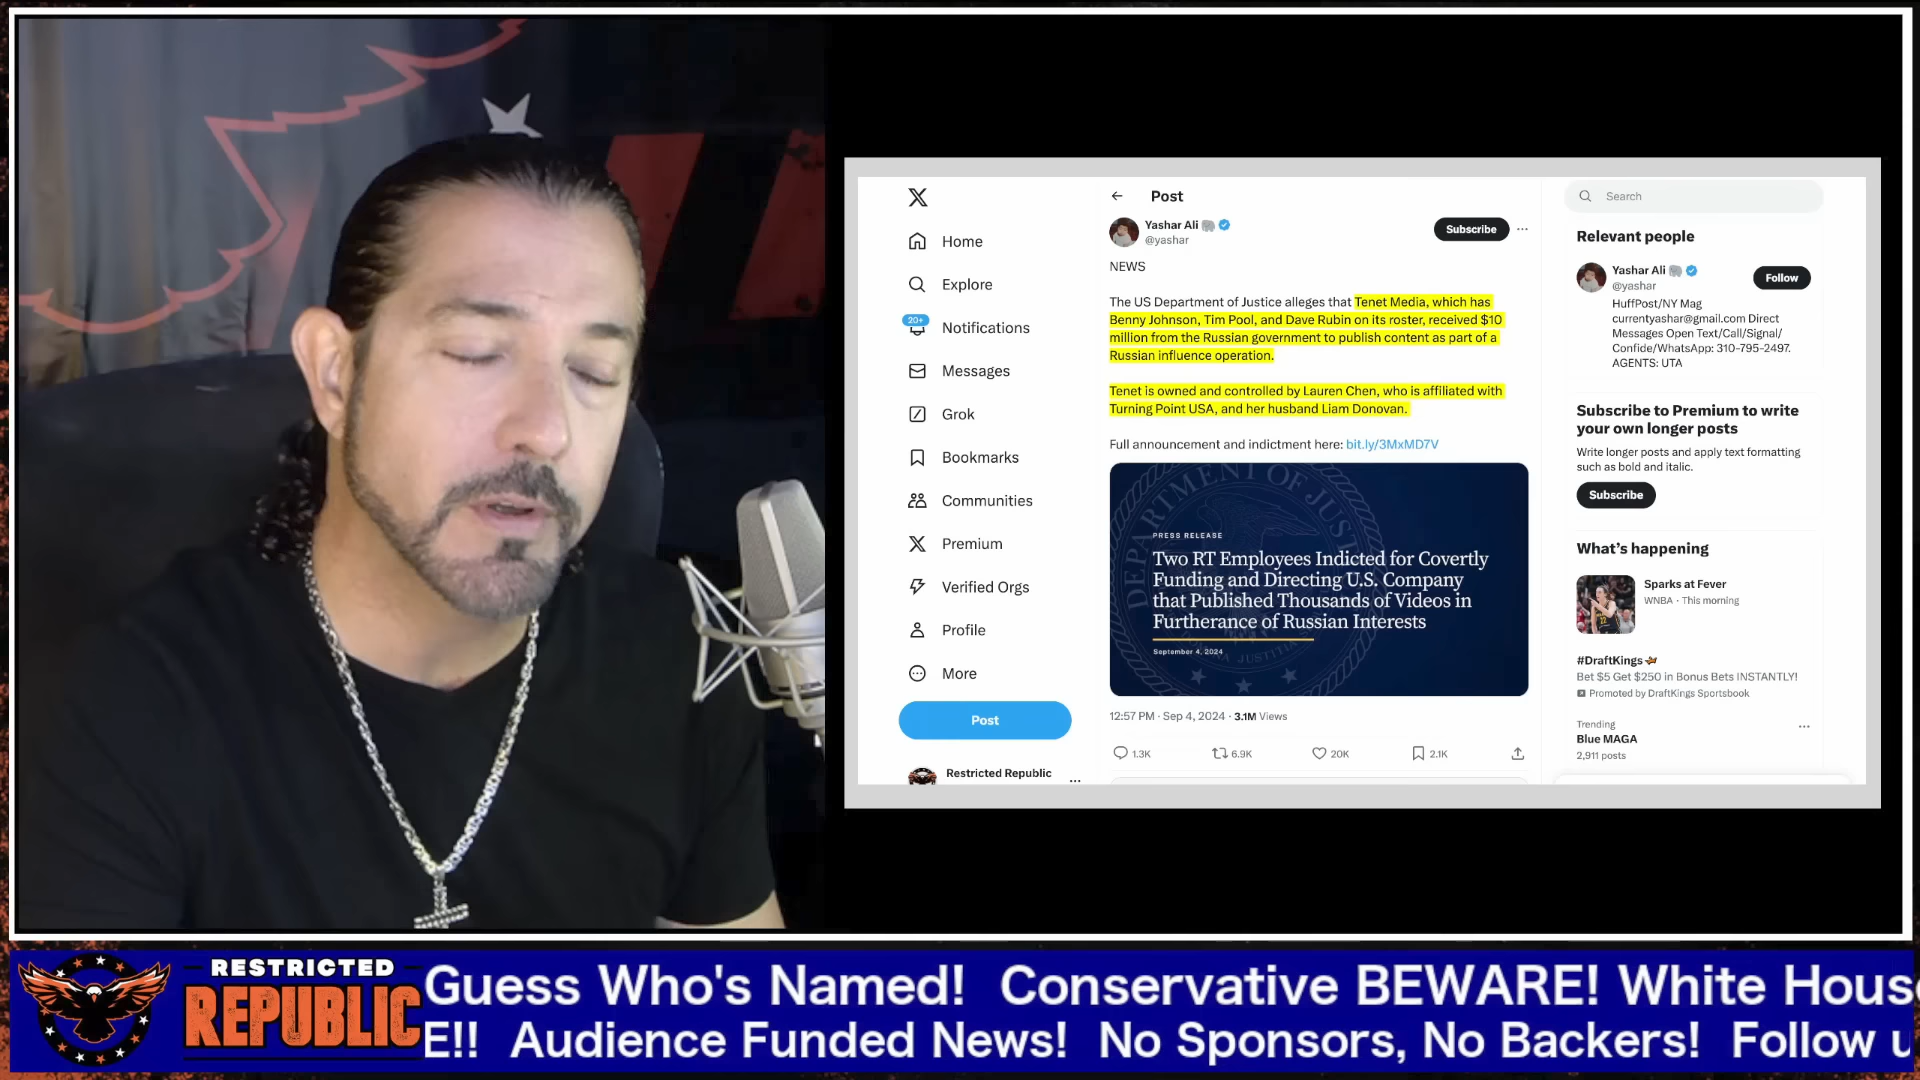 Home
Explore
20+
Notifications
Messages
Grok
Bookmarks
Communities
Premium
Verified Orgs
Profile
More
Post
Restricted Republic
Post
Yashar Ali
@yashar
Subscribe
NEWS
The US Department of Justice alleges that Tenet Media, which has
Benny Johnson, Tim Pool, and Dave Rubin on its roster, received $10
million from the Russian government to publish content as part of a
Russian influence operation.
Tenet is owned and controlled by Lauren Chen, who is affiliated with
Turning Point USA, and her husband Liam Donovan.
Full announcement and indictment here: bit.ly/3MxMD7V
DEPARTMENT OF JUSTICE
PRESS RELEASE
Two RT Employees Indicted for Covertly
Funding and Directing U.S. Company
that Published Thousands of Videos in
Furtherance of Russian Interests
September 4, 2024
12:57 PM · Sep 4, 2024 · 3.1M Views
1.3K
6.9K
20K
2.1K
Search
Relevant people
Yashar Ali
@yashar
Follow
HuffPost/NY Mag
currentyashar@gmail.com Direct
Messages Open Text/Call/Signal/
Confide/WhatsApp: 310-795-2497.
AGENTS: UTA
Subscribe to Premium to write
your own longer posts
Write longer posts and apply text formatting
such as bold and italic.
Subscribe
What's happening
Sparks at Fever
WNBA · This morning
#DraftKings
Bet $5 Get $250 in Bonus Bets INSTANTLY!
Promoted by DraftKings Sportsbook
Trending
Blue MAGA
2,911 posts
RESTRICTED
REPUBLIC
Guess Who's Named! Conservative BEWARE! White House
E!! Audience Funded News! No Sponsors, No Backers! Follow u